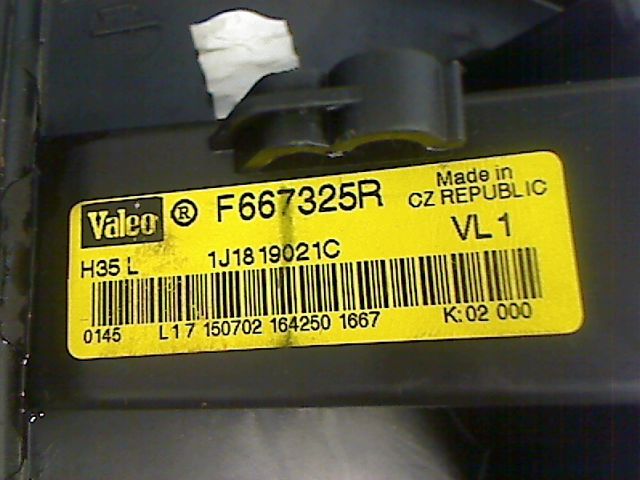 Valeo ® F667325R Made in
CZ REPUBLIC
VL1
H35 L 1J1819021C
0145 L17 150702 164250 1667 K:02 000